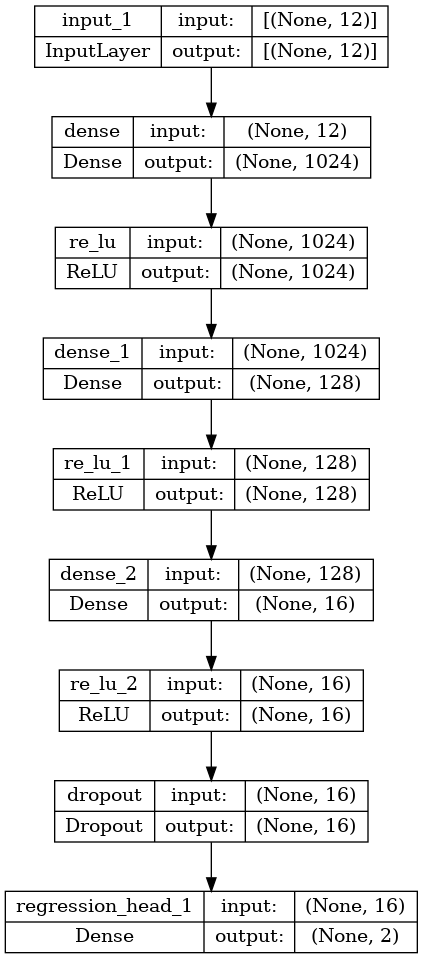 input_1 input: [(None, 12)]
InputLayer output: [(None, 12)]
dense input: (None, 12)
Dense output: (None, 1024)
re_lu input: (None, 1024)
ReLU output: (None, 1024)
dense_1 input: (None, 1024)
Dense output: (None, 128)
re_lu_1 input: (None, 128)
ReLU output: (None, 128)
dense_2 input: (None, 128)
Dense output: (None, 16)
re_lu_2 input: (None, 16)
ReLU output: (None, 16)
dropout input: (None, 16)
Dropout output: (None, 16)
regression_head_1 input: (None, 16)
Dense output: (None, 2)